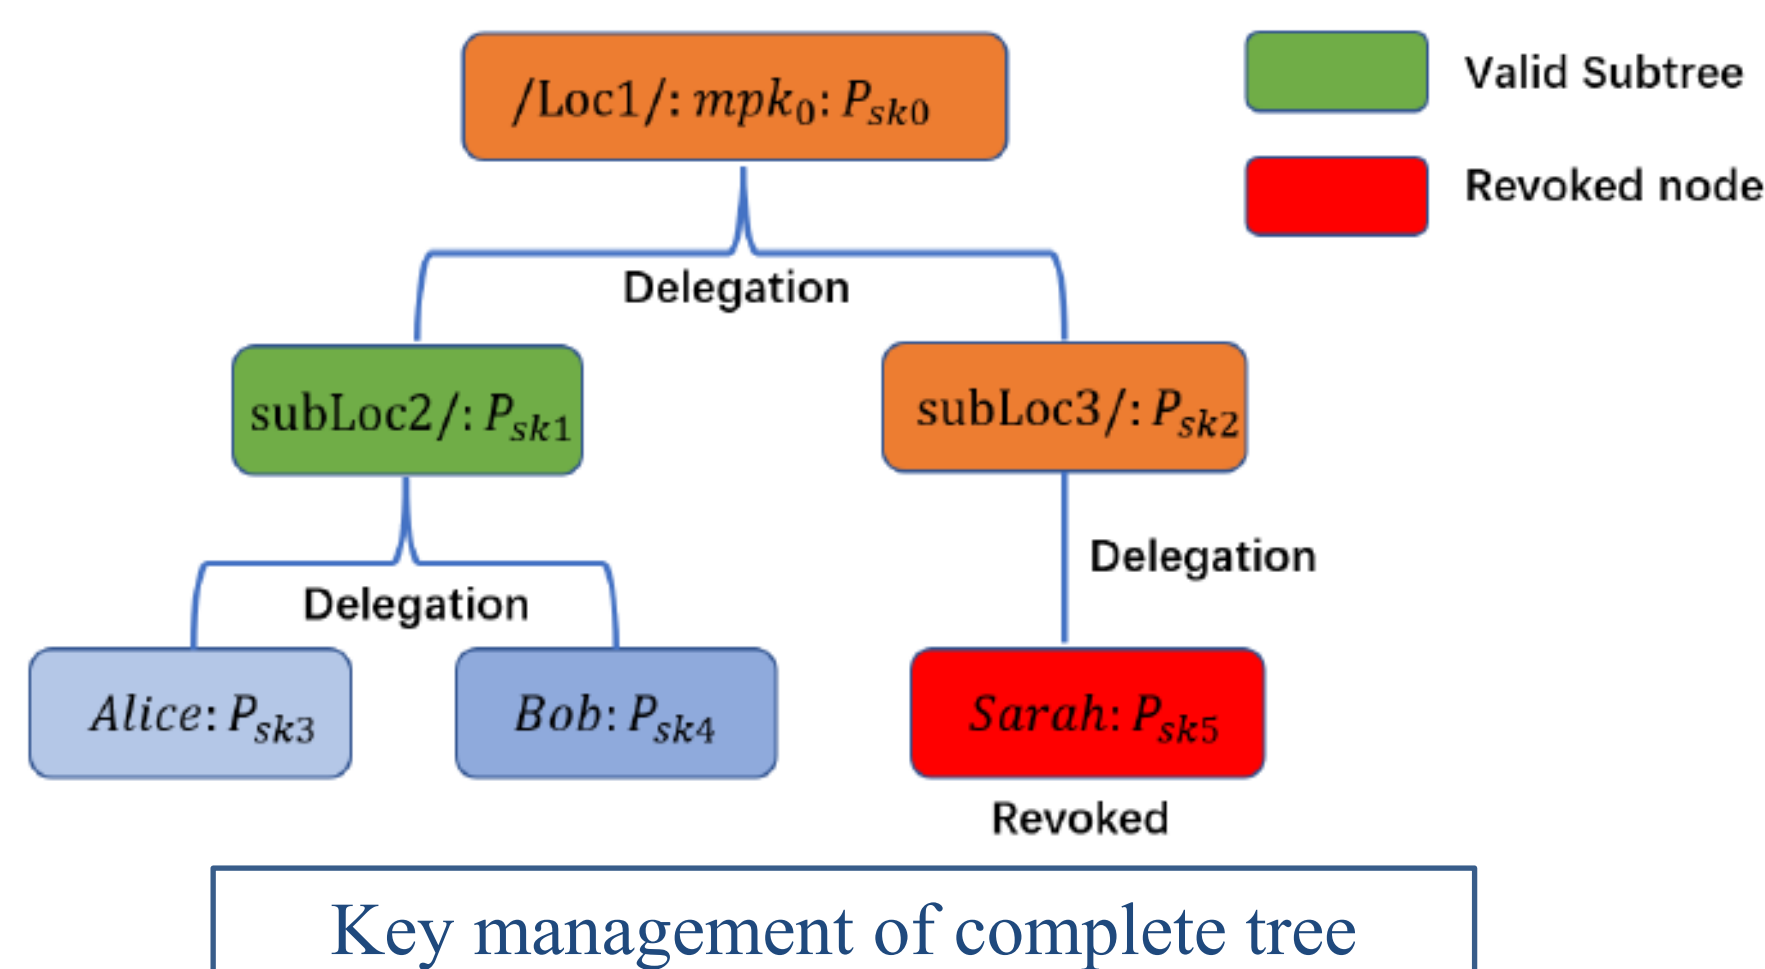 /Loc1/: mpk₀: Pₛₖ₀
Valid Subtree
Revoked node
Delegation
subLoc2/: Pₛₖ₁
subLoc3/: Pₛₖ₂
Delegation
Delegation
Alice: Pₛₖ₃
Bob: Pₛₖ₄
Sarah: Pₛₖ₅
Revoked
Key management of complete tree